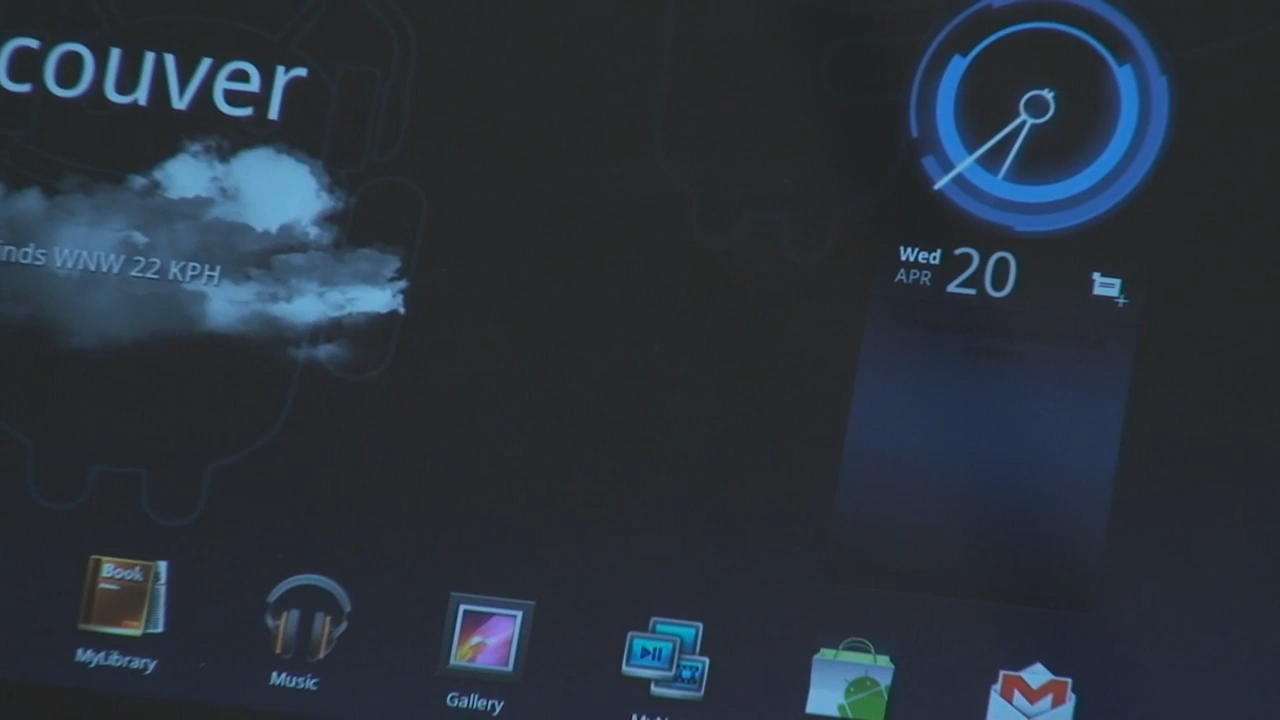 couver
inds WNW 22 KPH
Wed
APR 20
Book
MyLibrary
Music
Gallery